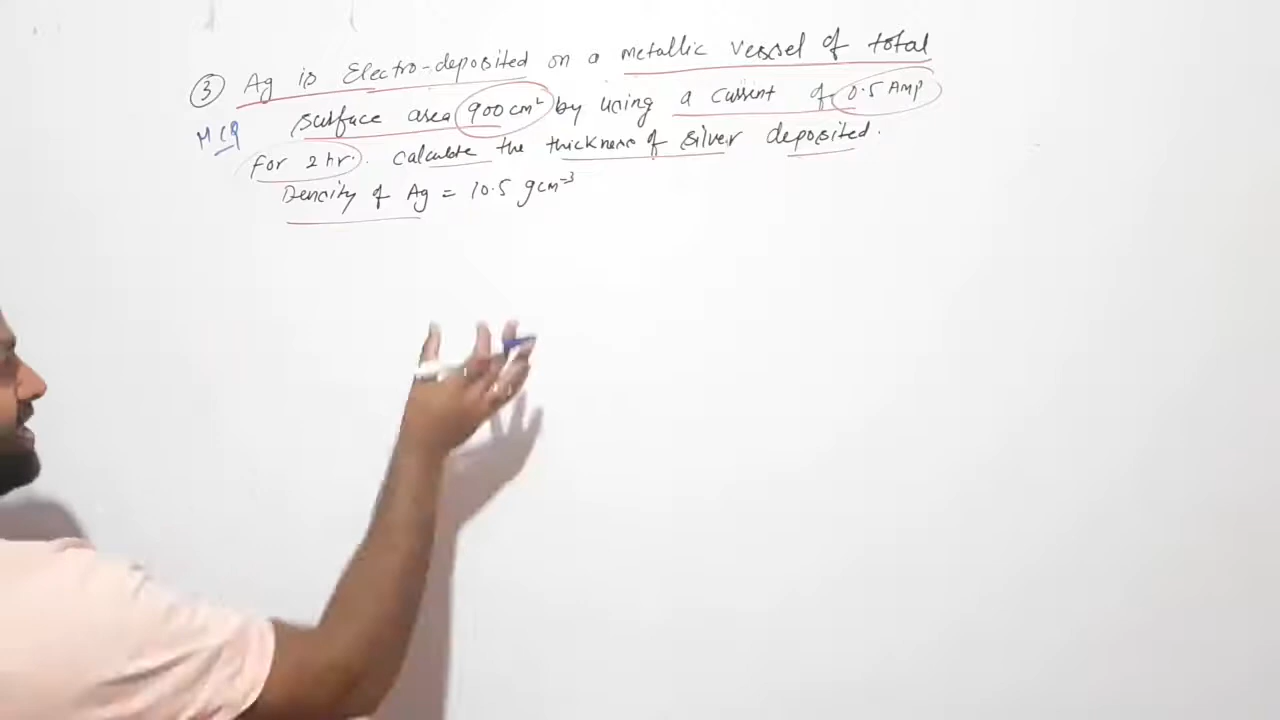 ③ Ag is Electro-deposited on a metallic vessel of total
surface area 900 cm² by using a current of 0.5 Amp
MCQ
for 2 hr. Calculate the thickness of silver deposited.
Density of Ag = 10.5 gcm⁻³